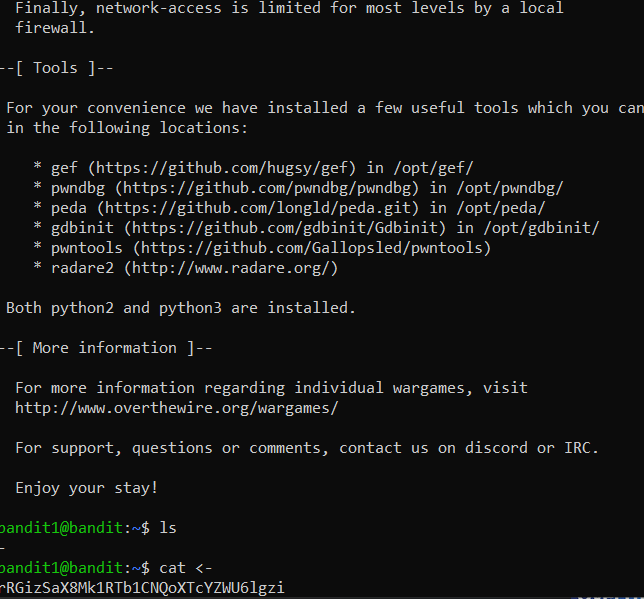 Finally, network-access is limited for most levels by a local
firewall.
--[ Tools ]--
For your convenience we have installed a few useful tools which you can
in the following locations:
* gef (https://github.com/hugsy/gef) in /opt/gef/
* pwndbg (https://github.com/pwndbg/pwndbg) in /opt/pwndbg/
* peda (https://github.com/longld/peda.git) in /opt/peda/
* gdbinit (https://github.com/gdbinit/Gdbinit) in /opt/gdbinit/
* pwntools (https://github.com/Gallopsled/pwntools)
* radare2 (http://www.radare.org/)
Both python2 and python3 are installed.
--[ More information ]--
For more information regarding individual wargames, visit
http://www.overthewire.org/wargames/
For support, questions or comments, contact us on discord or IRC.
Enjoy your stay!
bandit1@bandit:~$ ls
-
bandit1@bandit:~$ cat <-
rRGizSaX8Mk1RTb1CNQoXTcYZWU6lgzi